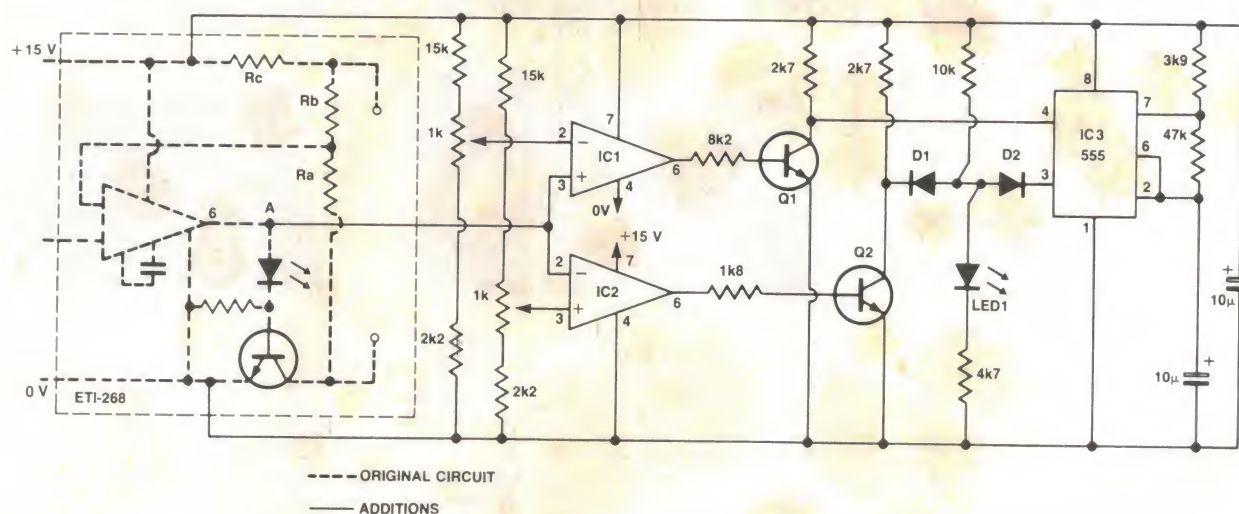 +15 V
Rc
Rb
Ra
6
A
0 V
ETI-268
15k
15k
1k
1k
2k2
2k2
2
−
3
+
IC1
7
4
0V
6
8k2
Q1
+15 V
2
−
3
+
IC2
7
4
6
1k8
Q2
2k7
2k7
10k
D1
D2
LED1
4k7
8
4
3
IC3
555
7
6
2
1
3k9
47k
+
10µ
+
10µ
ORIGINAL CIRCUIT
ADDITIONS